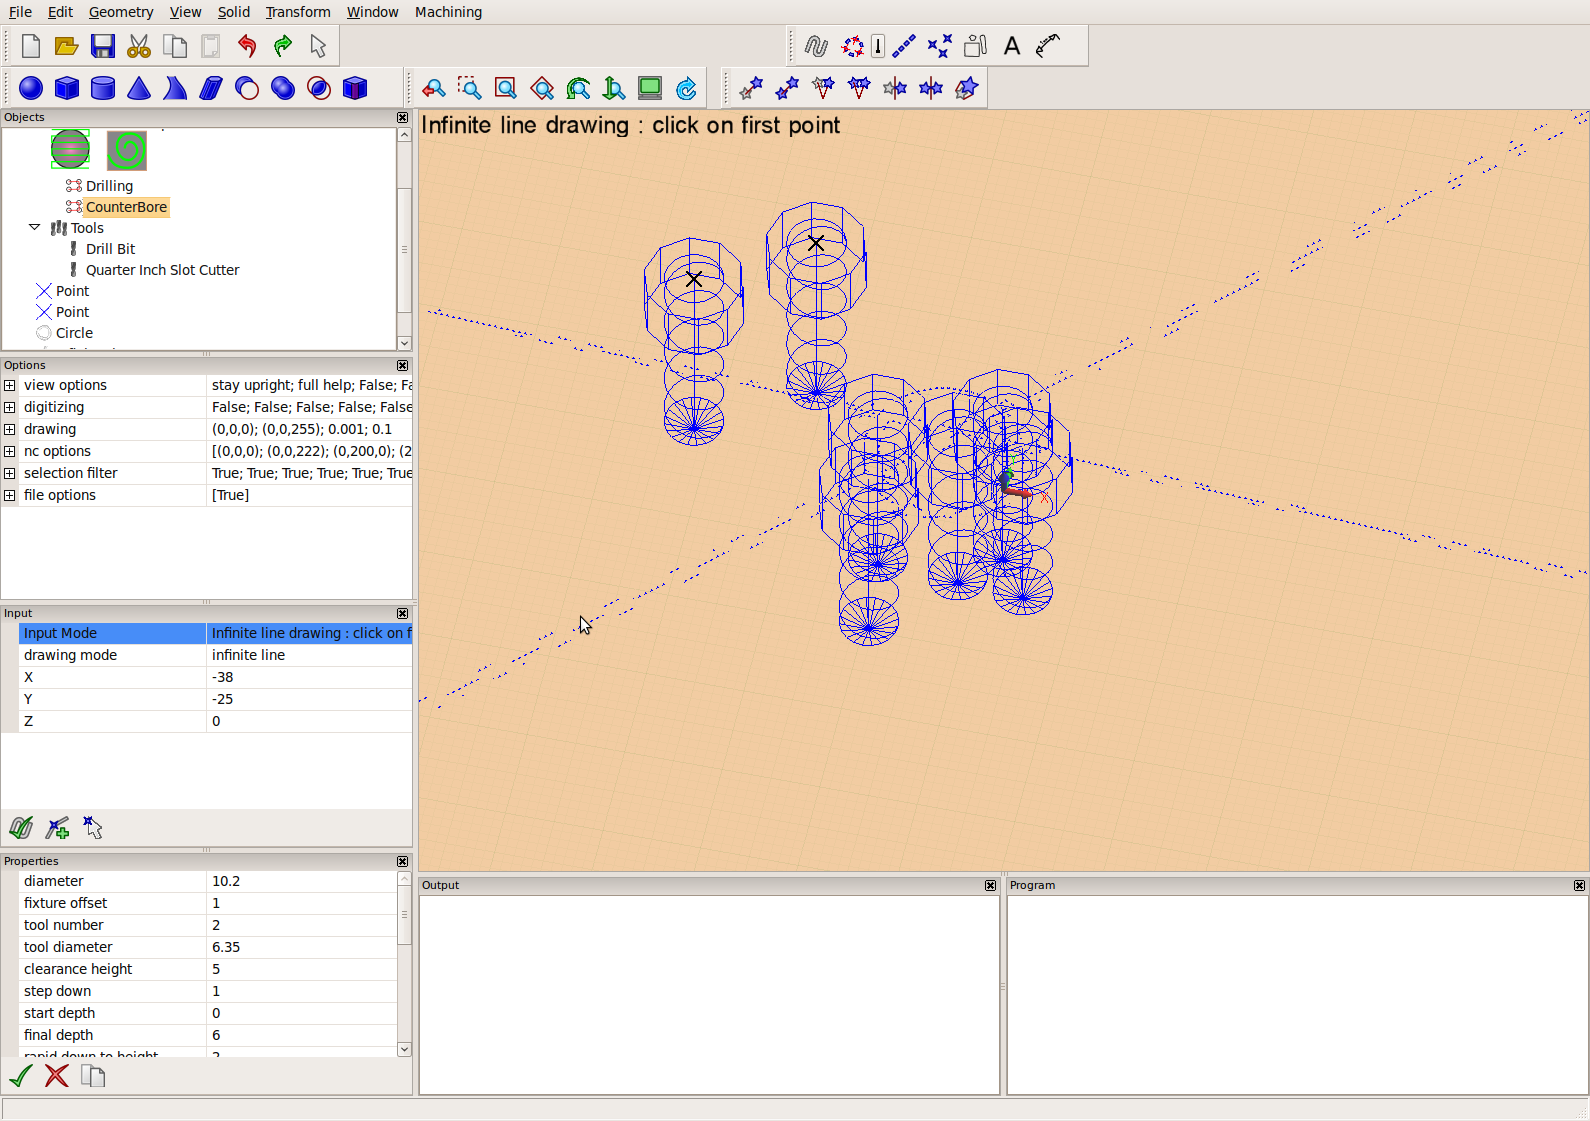 File Edit Geometry View Solid Transform Window Machining
A
Objects
Drilling
CounterBore
Tools
Drill Bit
Quarter Inch Slot Cutter
Point
Point
Circle
Options
view options stay upright; full help; False; Fa
digitizing False; False; False; False; False
drawing (0,0,0); (0,0,255); 0.001; 0.1
nc options [(0,0,0); (0,0,222); (0,200,0); (2
selection filter True; True; True; True; True; True
file options [True]
Input
Input Mode Infinite line drawing : click on f
drawing mode infinite line
X -38
Y -25
Z 0
Properties
diameter 10.2
fixture offset 1
tool number 2
tool diameter 6.35
clearance height 5
step down 1
start depth 0
final depth 6
rapid down to height 2
Infinite line drawing : click on first point
X
Output
Program